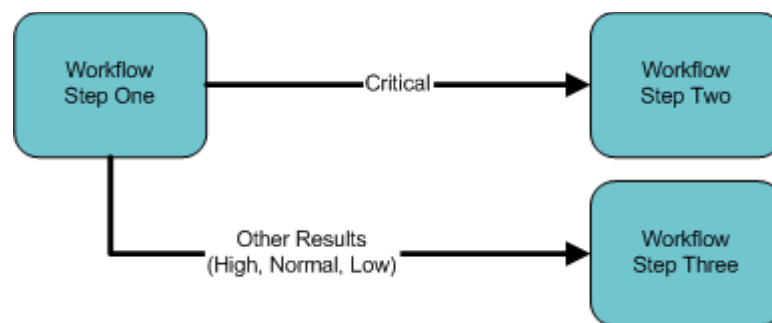 Workflow
Step One
Critical
Workflow
Step Two
Other Results
(High, Normal, Low)
Workflow
Step Three